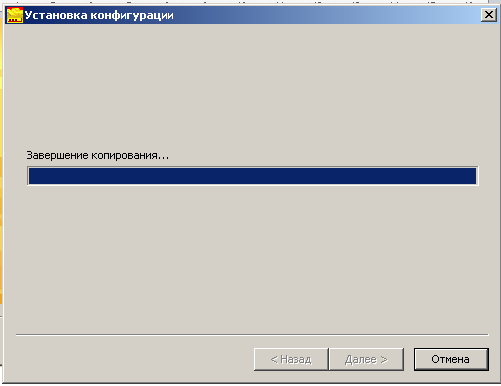 Установка конфигурации
Завершение копирования...
< Назад
Далее >
Отмена